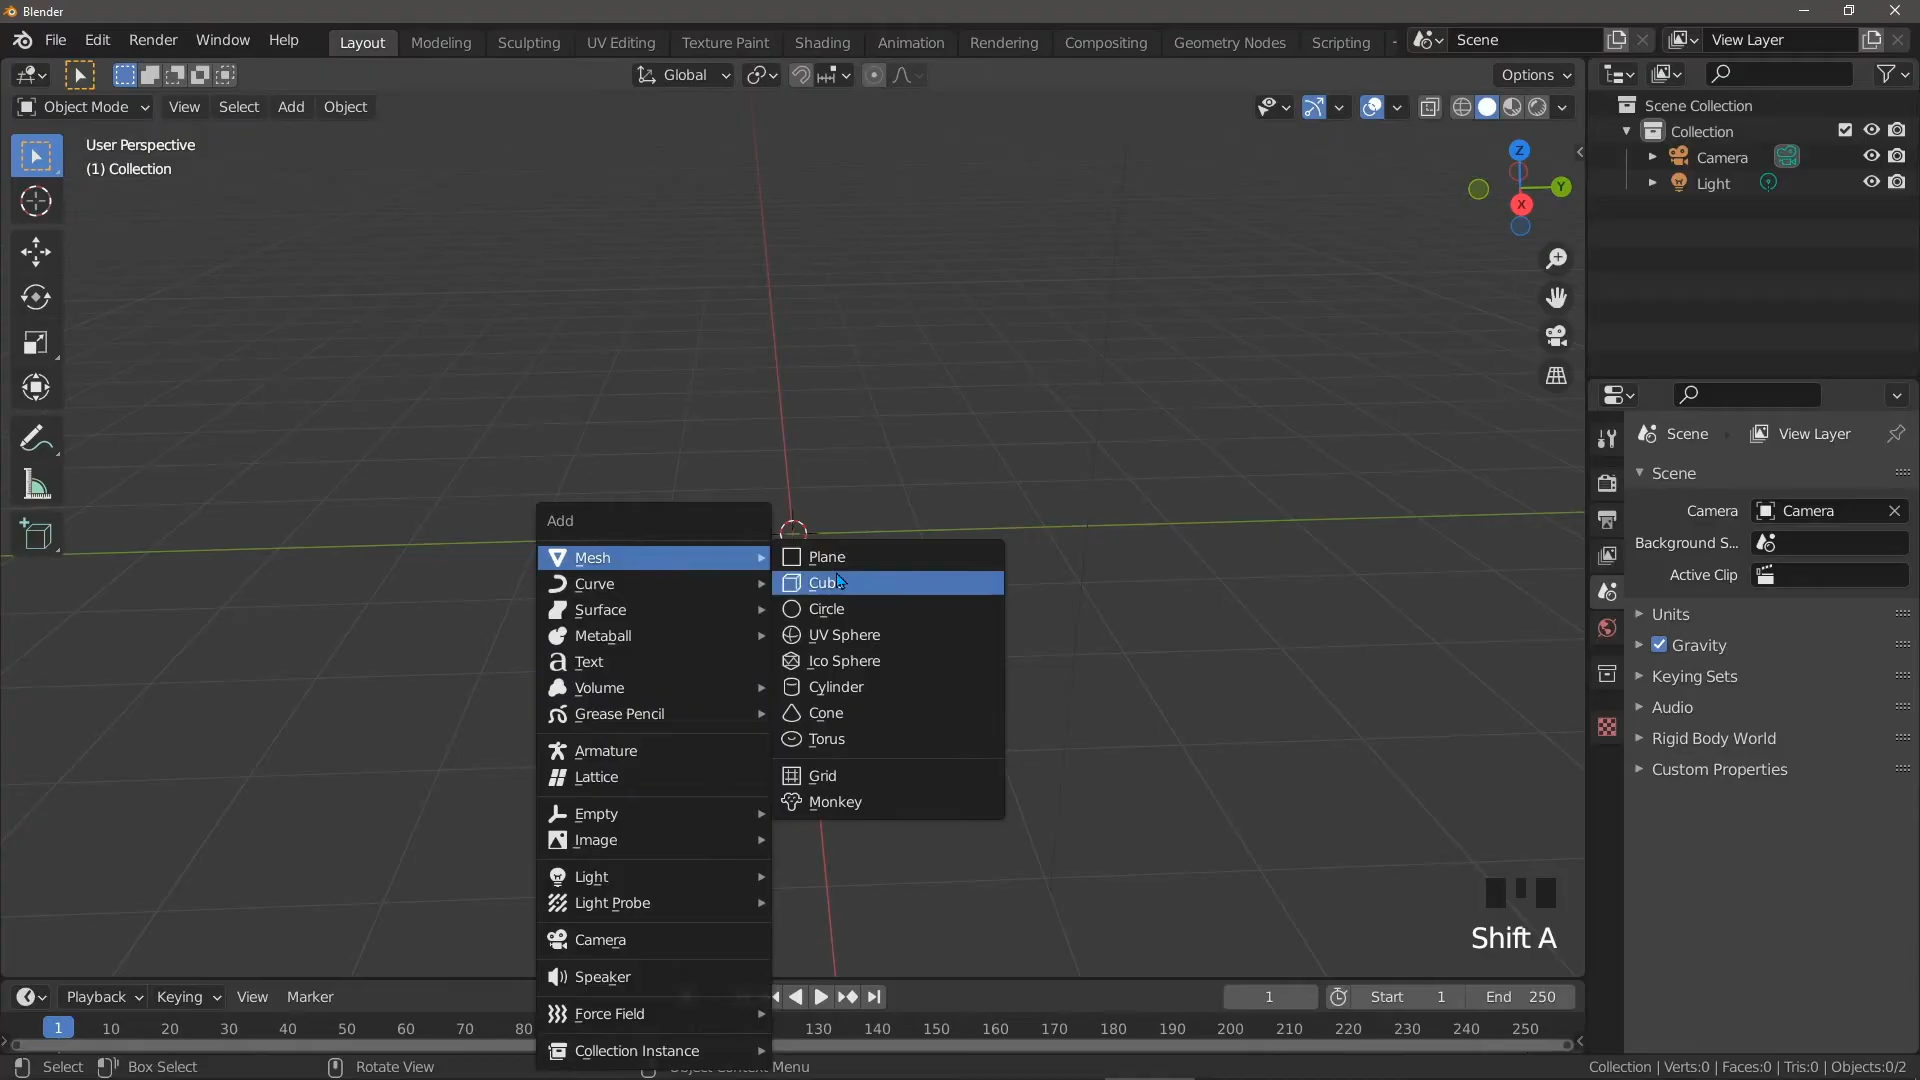 Blender
File Edit Render Window Help Layout Modeling Sculpting UV Editing Texture Paint Shading Animation Rendering Compositing Geometry Nodes Scripting Scene View Layer
Global Options
Object Mode View Select Add Object
User Perspective
(1) Collection
Z
Y
X
Scene Collection
Collection
Camera
Light
Scene View Layer
Scene
Camera Camera
Background S...
Active Clip
Units
Gravity
Keying Sets
Audio
Rigid Body World
Custom Properties
Add
Mesh
Curve
Surface
Metaball
Text
Volume
Grease Pencil
Armature
Lattice
Empty
Image
Light
Light Probe
Camera
Speaker
Force Field
Collection Instance
Plane
Cube
Circle
UV Sphere
Ico Sphere
Cylinder
Cone
Torus
Grid
Monkey
Shift A
Playback Keying View Marker 1 Start 1 End 250
1 10 20 30 40 50 60 70 80 130 140 150 160 170 180 190 200 210 220 230 240 250
Select Box Select Rotate View Object Context Menu Collection | Verts:0 | Faces:0 | Tris:0 | Objects:0/2